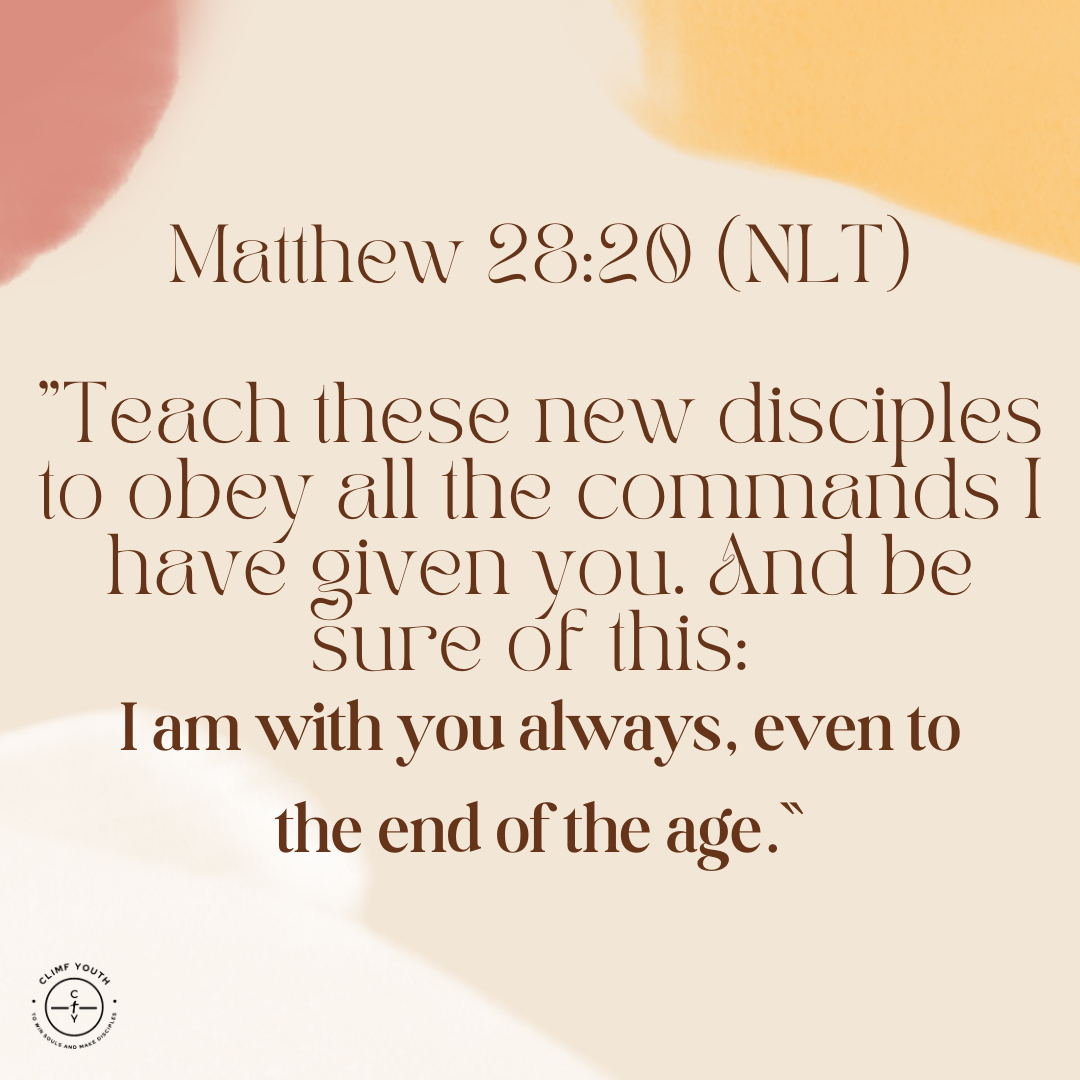 Matthew 28:20 (NLT)
”Teach these new disciples
to obey all the commands I
have given you. And be
sure of this:
I am with you always, even to
the end of the age.‶
CLIMF YOUTH
C
t
Y
TO WIN SOULS AND MAKE DISCIPLES